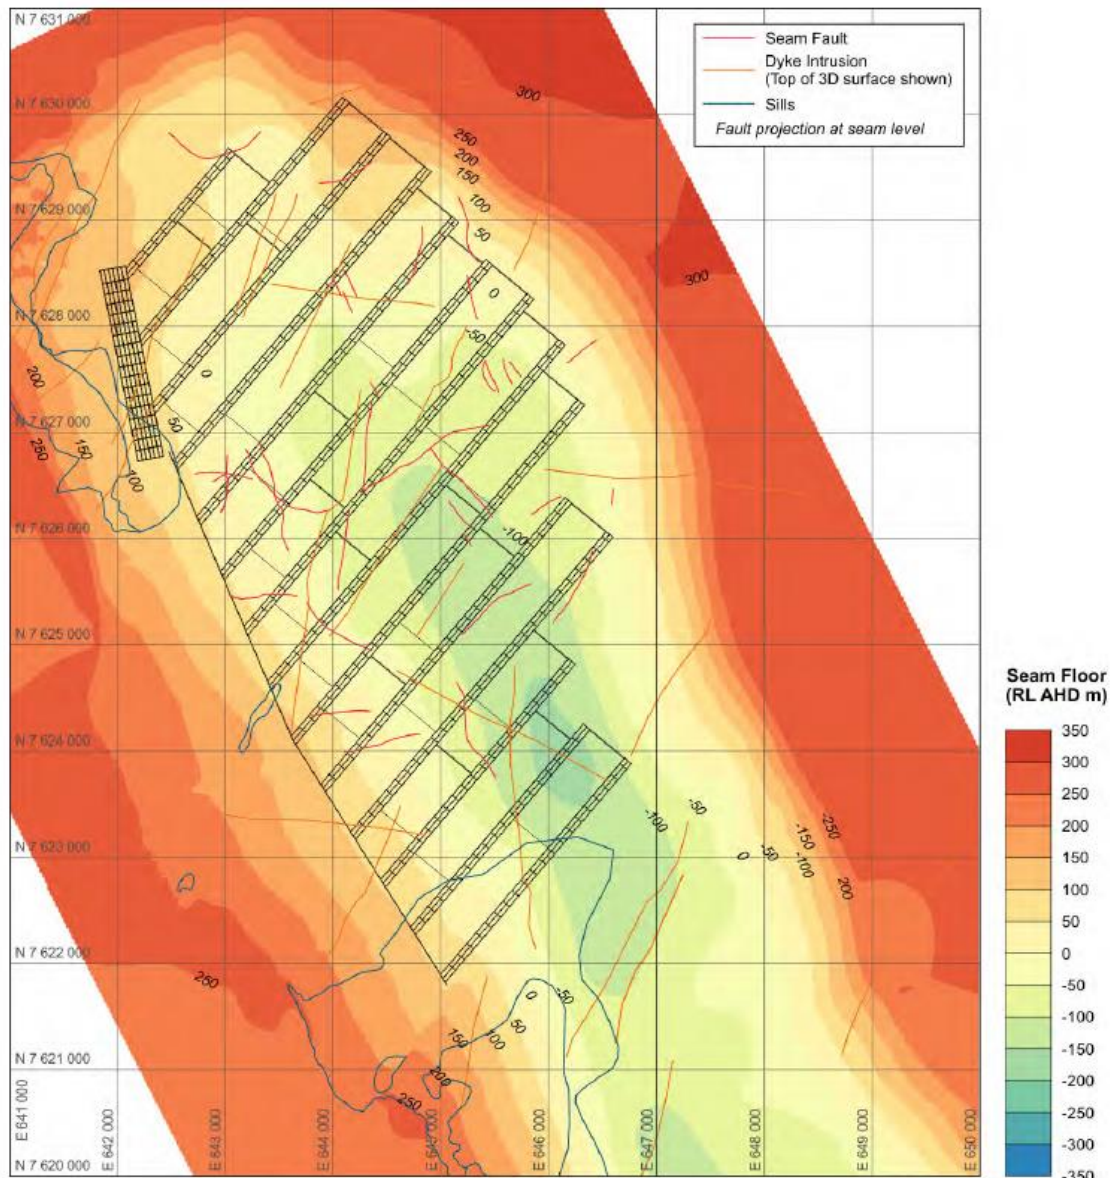 N 7 631 000
Seam Fault
Dyke Intrusion
(Top of 3D surface shown)
Sills
Fault projection at seam level
N 7 630 000
300
250
200
150
N 7 629 000
100
50
300
0
N 7 628 000
-50
200
0
N 7 627 000
50
250
150
100
N 7 626 000
-100
N 7 625 000
Seam Floor
(RL AHD m)
350
300
250
200
150
100
50
0
-50
-100
-150
-200
-250
-300
-350
N 7 624 000
-100
-50
-150
-250
N 7 623 000
0
-50
-100
200
N 7 622 000
250
0
-50
50
150
100
N 7 621 000
200
250
N 7 620 000
E 641 000
E 642 000
E 643 000
E 644 000
E 645 000
E 646 000
E 647 000
E 648 000
E 649 000
E 650 000